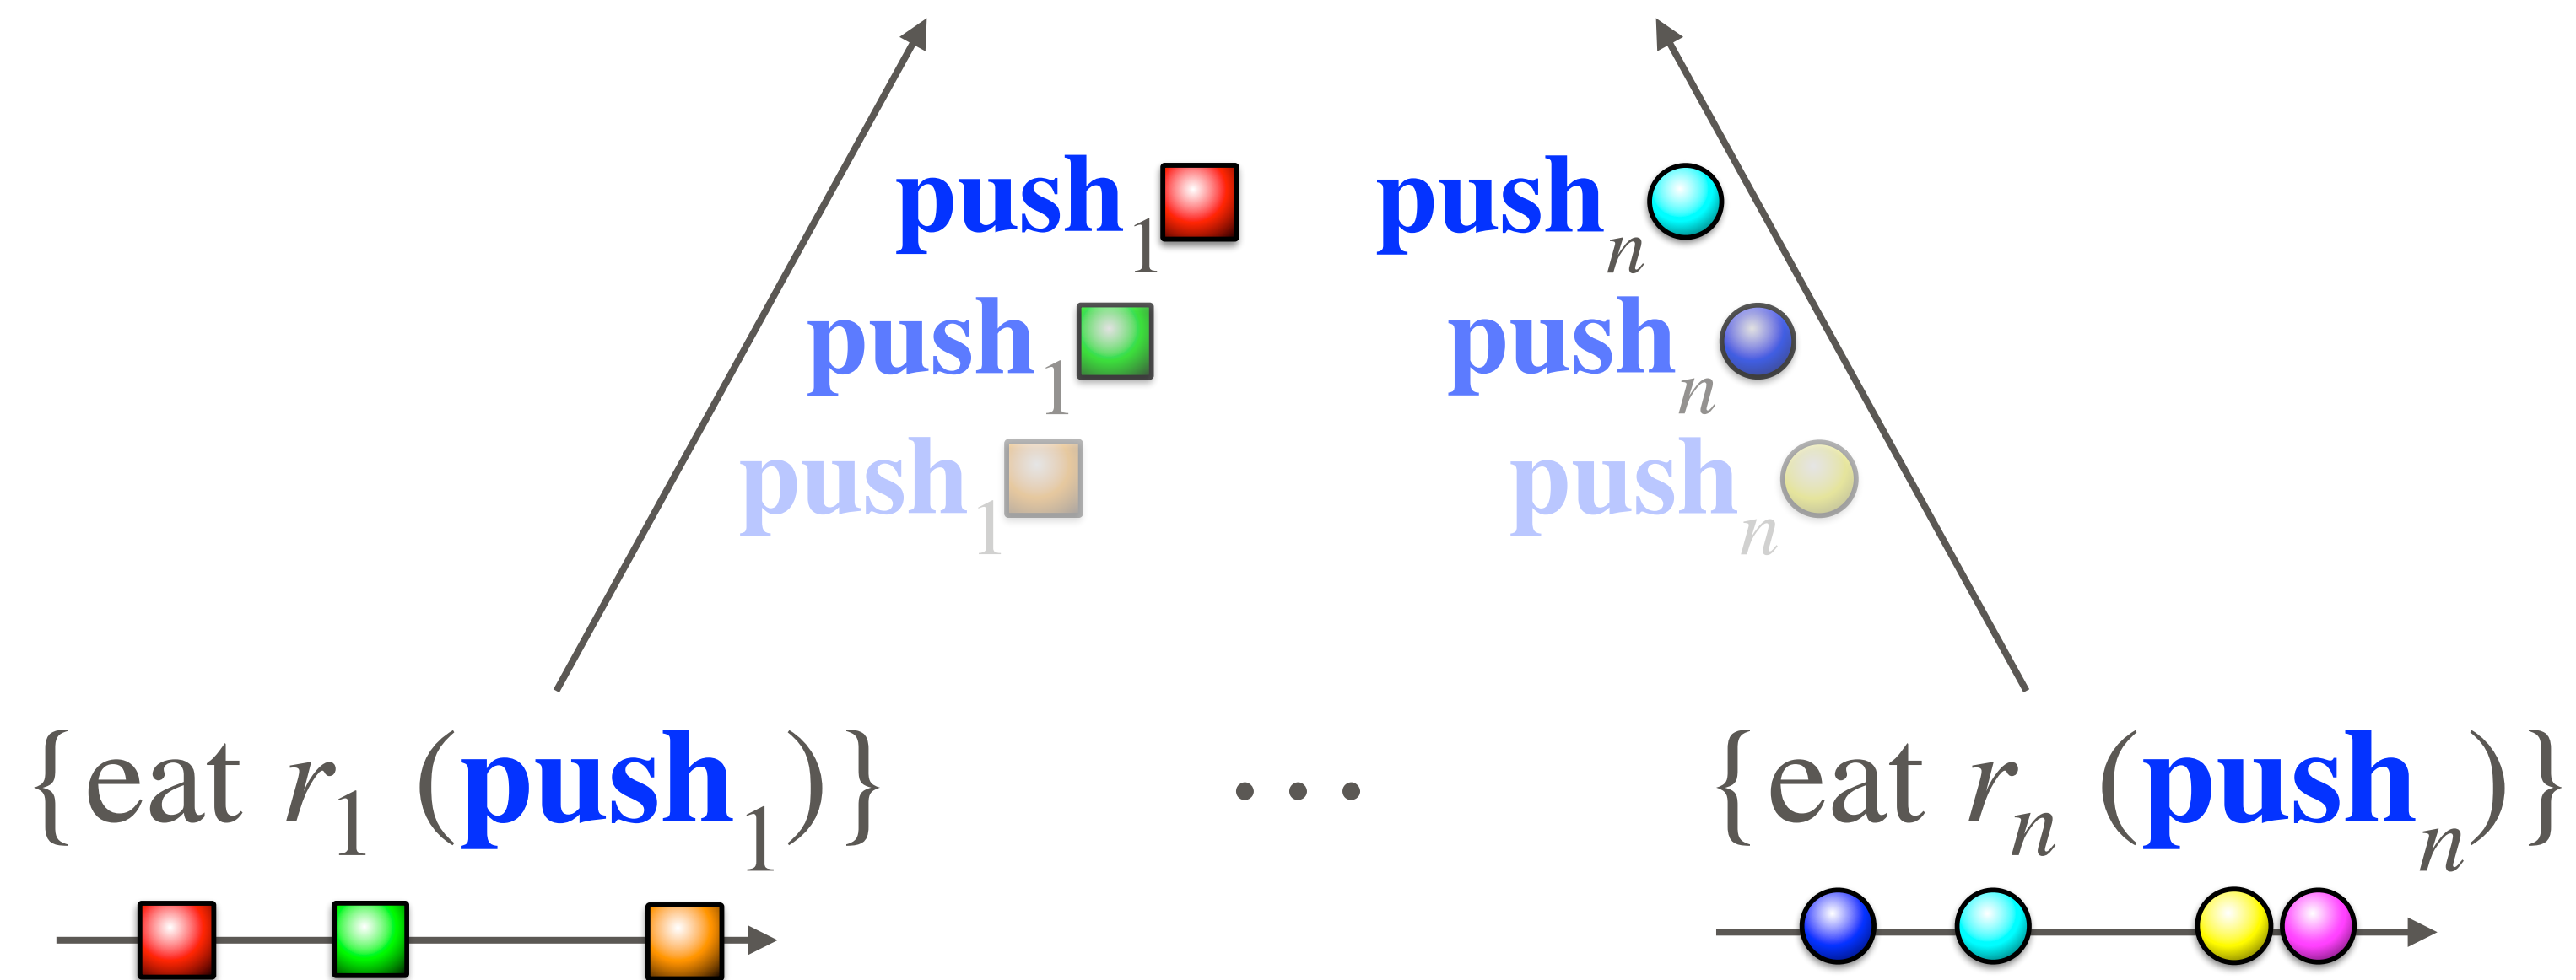 push₁ pushₙ
push₁ pushₙ
push₁ pushₙ
{eat r₁ (push₁)} ··· {eat rₙ (pushₙ)}